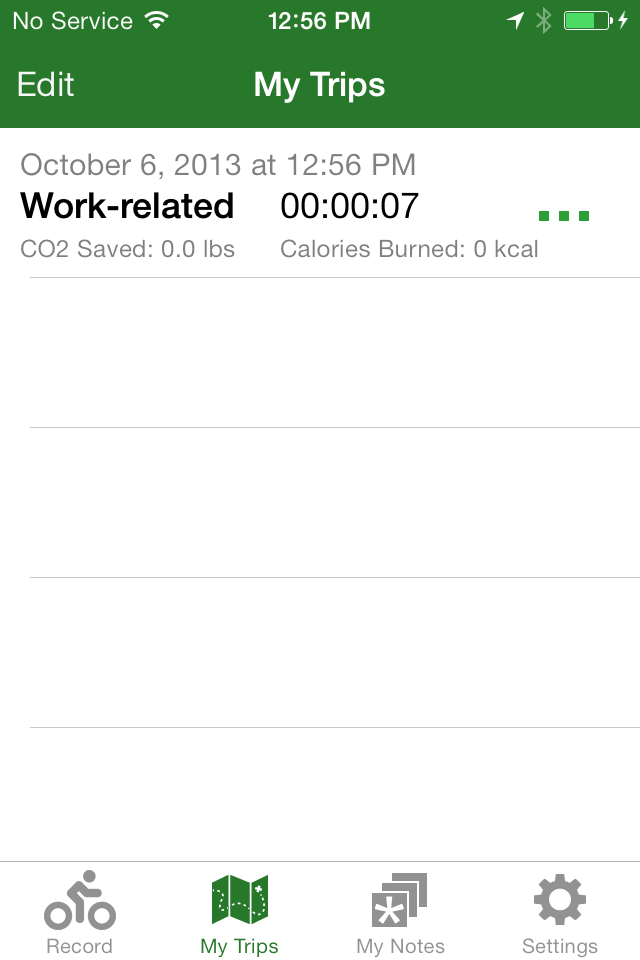 No Service 12:56 PM
Edit My Trips
October 6, 2013 at 12:56 PM
Work-related 00:00:07
CO2 Saved: 0.0 lbs Calories Burned: 0 kcal
Record My Trips My Notes Settings